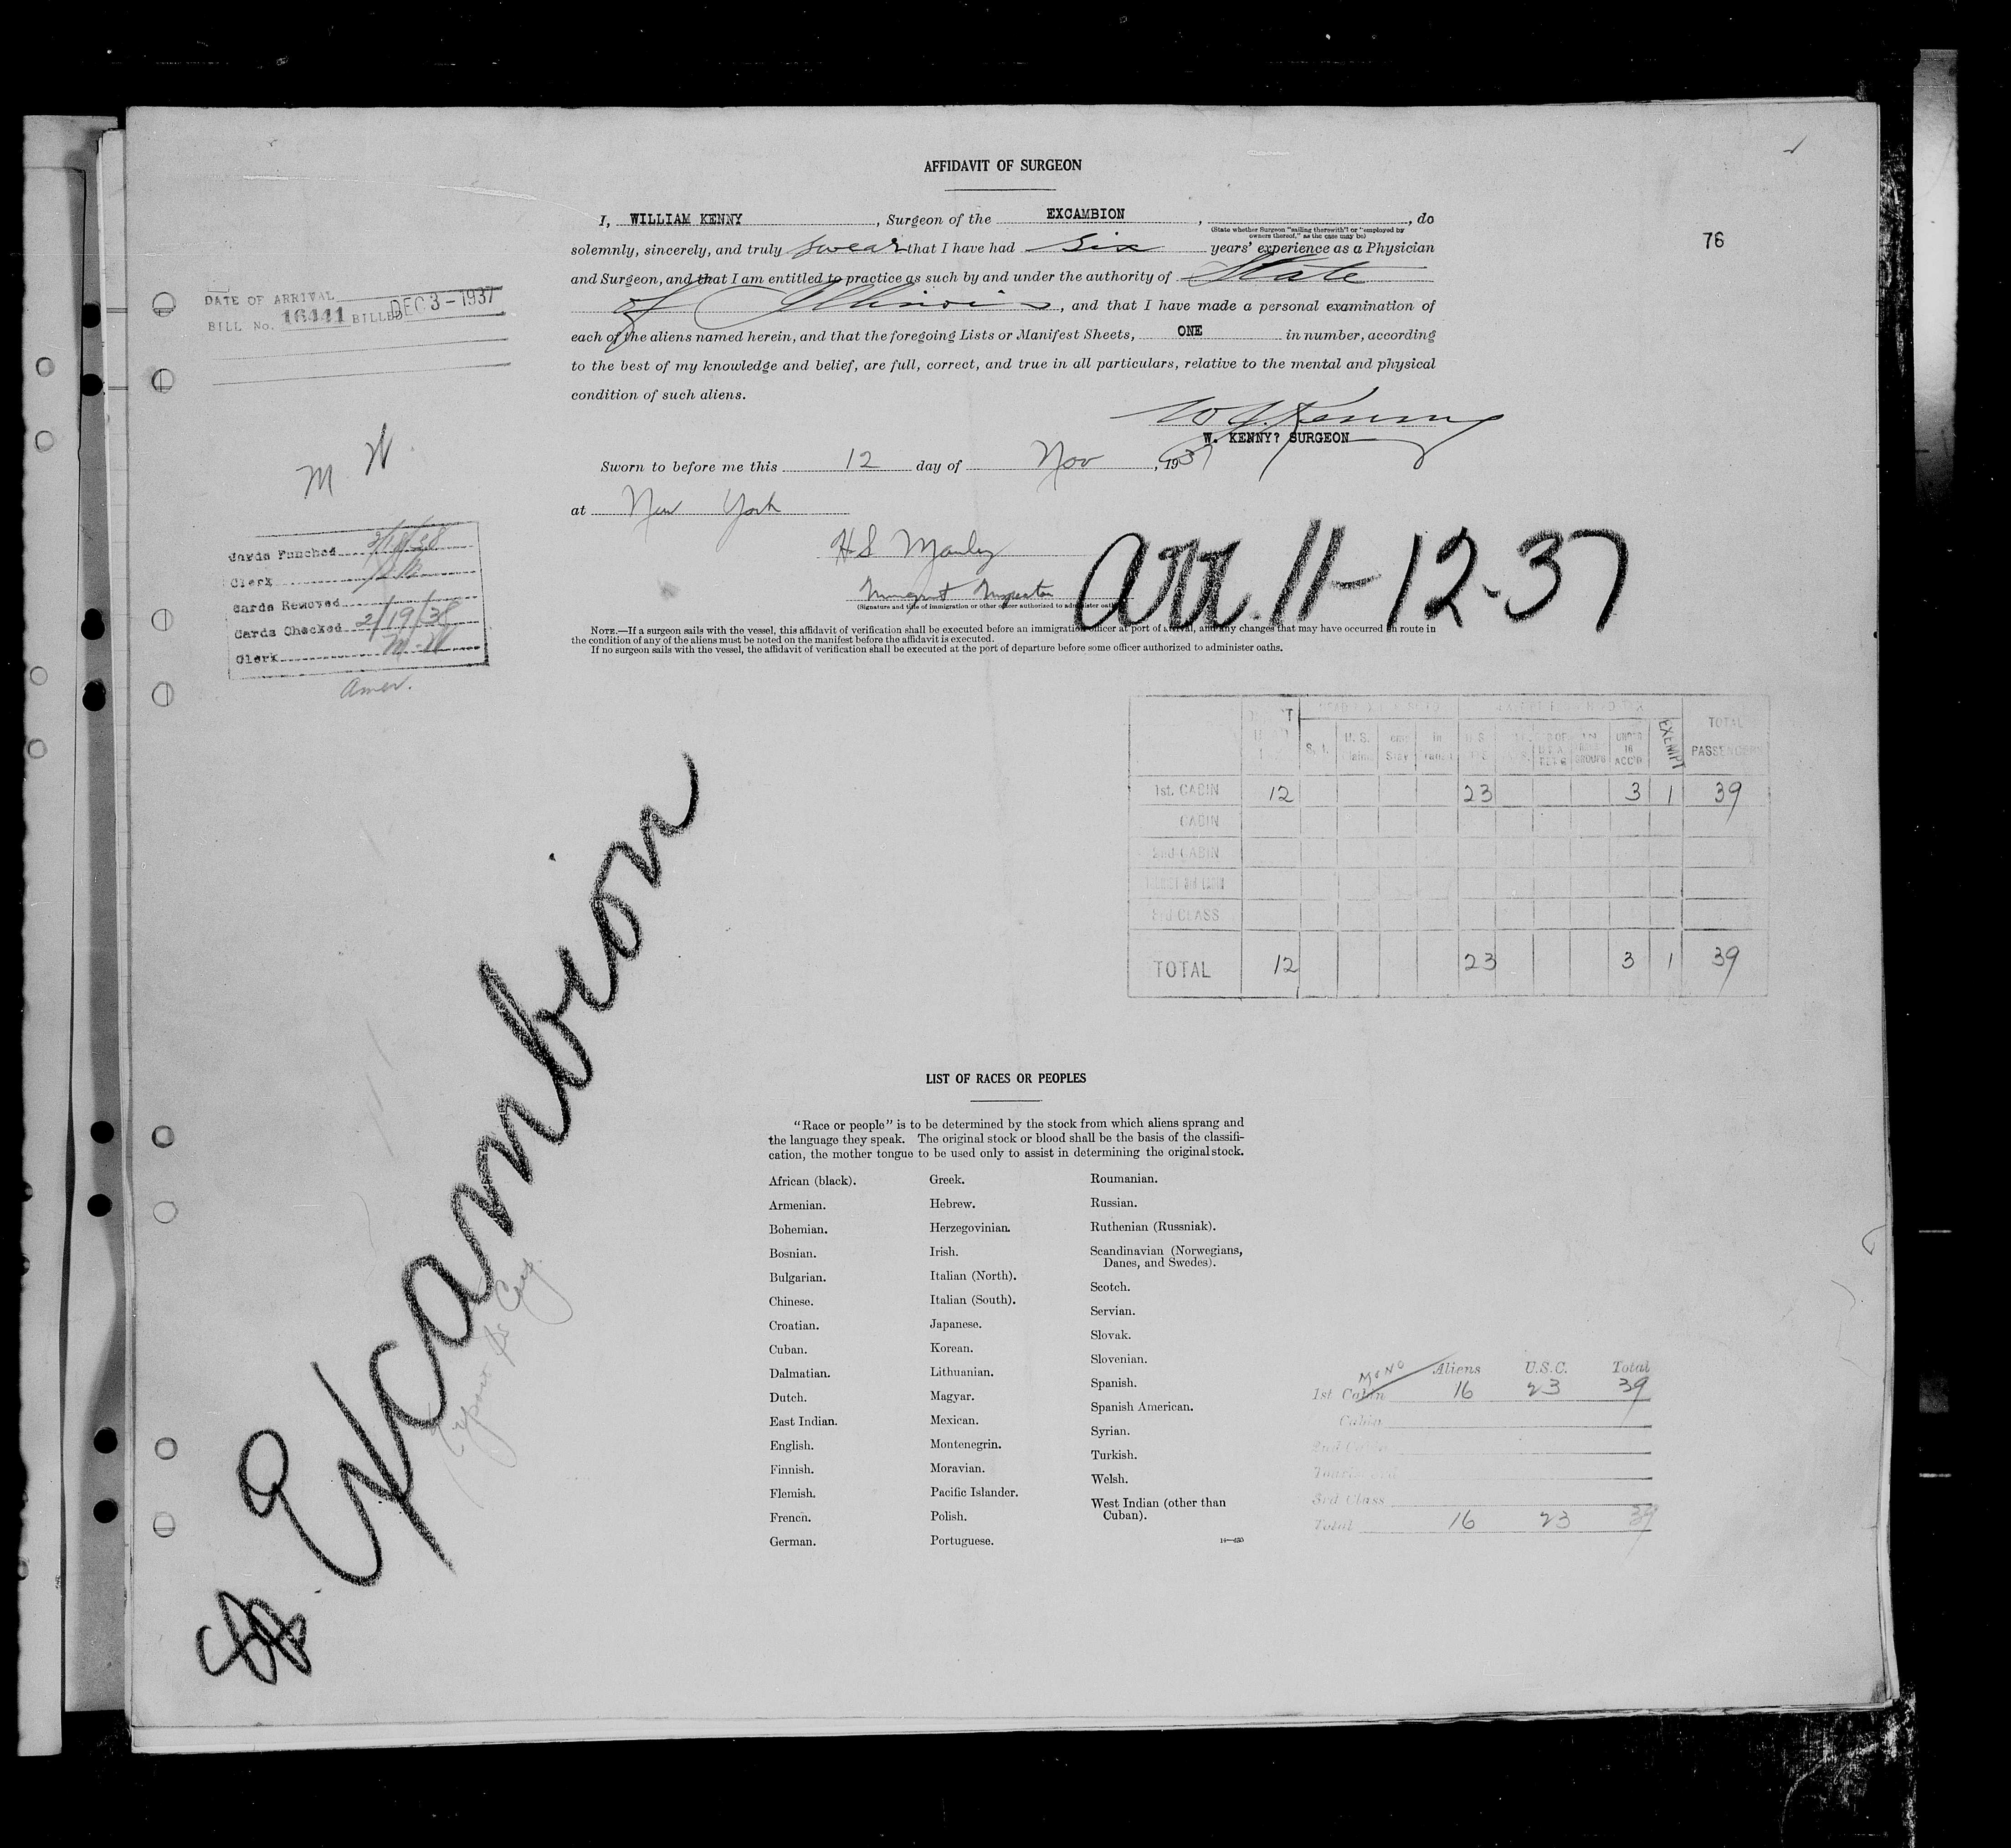 AFFIDAVIT OF SURGEON
76
I, WILLIAM KENNY, Surgeon of the EXCAMBION, , do
(State whether Surgeon "sailing therewith" or "employed by
owners thereof," as the case may be)
solemnly, sincerely, and truly swear that I have had six years' experience as a Physician
and Surgeon, and that I am entitled to practice as such by and under the authority of State
of Illinois, and that I have made a personal examination of
each of the aliens named herein, and that the foregoing Lists or Manifest Sheets, ONE in number, according
to the best of my knowledge and belief, are full, correct, and true in all particulars, relative to the mental and physical
condition of such aliens.
W. J. Kenny
W. KENNY? SURGEON
Sworn to before me this 12 day of Nov, 1937
at New York
H S Manley
Immigrant Inspector
(Signature and title of immigration or other officer authorized to administer oaths)
NOTE.—If a surgeon sails with the vessel, this affidavit of verification shall be executed before an immigration officer at port of arrival, and any changes that may have occurred en route in
the condition of any of the aliens must be noted on the manifest before the affidavit is executed.
If no surgeon sails with the vessel, the affidavit of verification shall be executed at the port of departure before some officer authorized to administer oaths.
arr. 11-12-37
DATE OF ARRIVAL
BILL No. 16441 BILLED DEC 3-1937
M W
Cards Punched
Clerk
Cards Removed
Cards Checked 2/19/38
Clerk M-W
Amer.
SS. Excambion
EXEMPT TOTAL PASSENGERS
S. I. U. S. UNDER 16 ACC'D
1st. CABIN 12 23 3 1 39
CABIN
2nd CABIN
3rd CLASS
TOTAL 12 23 3 1 39
LIST OF RACES OR PEOPLES
"Race or people" is to be determined by the stock from which aliens sprang and
the language they speak. The original stock or blood shall be the basis of the classifi-
cation, the mother tongue to be used only to assist in determining the original stock.
African (black).
Armenian.
Bohemian.
Bosnian.
Bulgarian.
Chinese.
Croatian.
Cuban.
Dalmatian.
Dutch.
East Indian.
English.
Finnish.
Flemish.
French.
German.
Greek.
Hebrew.
Herzegovinian.
Irish.
Italian (North).
Italian (South).
Japanese.
Korean.
Lithuanian.
Magyar.
Mexican.
Montenegrin.
Moravian.
Pacific Islander.
Polish.
Portuguese.
Roumanian.
Russian.
Ruthenian (Russniak).
Scandinavian (Norwegians,
Danes, and Swedes).
Scotch.
Servian.
Slovak.
Slovenian.
Spanish.
Spanish American.
Syrian.
Turkish.
Welsh.
West Indian (other than
Cuban).
Aliens U.S.C. Total
1st Cabin 16 23 39
Cabin
2nd Cabin
3rd Class
Total 16 23 39